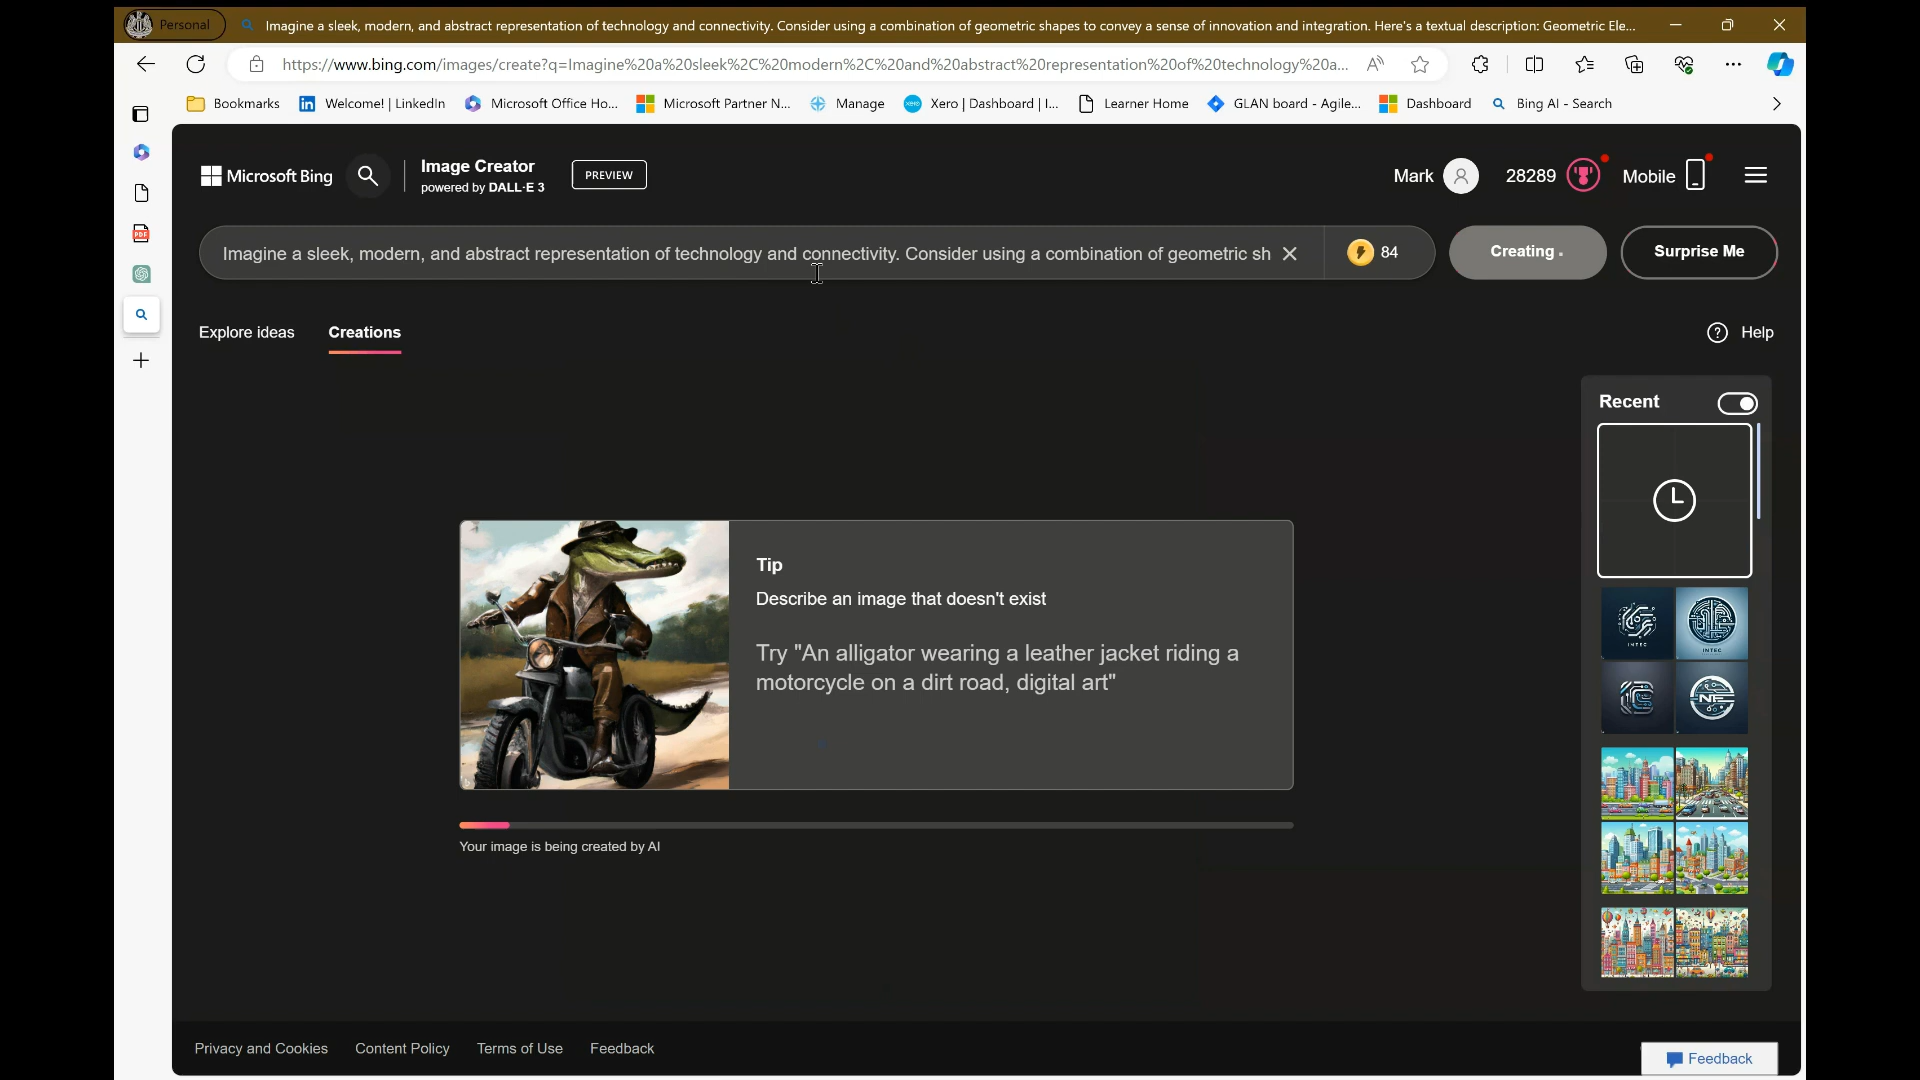 Personal
Imagine a sleek, modern, and abstract representation of technology and connectivity. Consider using a combination of geometric shapes to convey a sense of innovation and integration. Here's a textual description: Geometric Ele...
https://www.bing.com/images/create?q=Imagine%20a%20sleek%2C%20modern%2C%20and%20abstract%20representation%20of%20technology%20a...
Bookmarks
Welcome! | LinkedIn
Microsoft Office Ho...
Microsoft Partner N...
Manage
Xero | Dashboard | I...
Learner Home
GLAN board - Agile...
Dashboard
Bing AI - Search
Microsoft Bing
Image Creator
powered by DALL·E 3
PREVIEW
Mark
28289
Mobile
Imagine a sleek, modern, and abstract representation of technology and connectivity. Consider using a combination of geometric sh
84
Creating .
Surprise Me
Explore ideas
Creations
Help
Recent
Tip
Describe an image that doesn't exist
Try "An alligator wearing a leather jacket riding a
motorcycle on a dirt road, digital art"
INTEC
INTEC
NF
Your image is being created by AI
Privacy and Cookies
Content Policy
Terms of Use
Feedback
Feedback